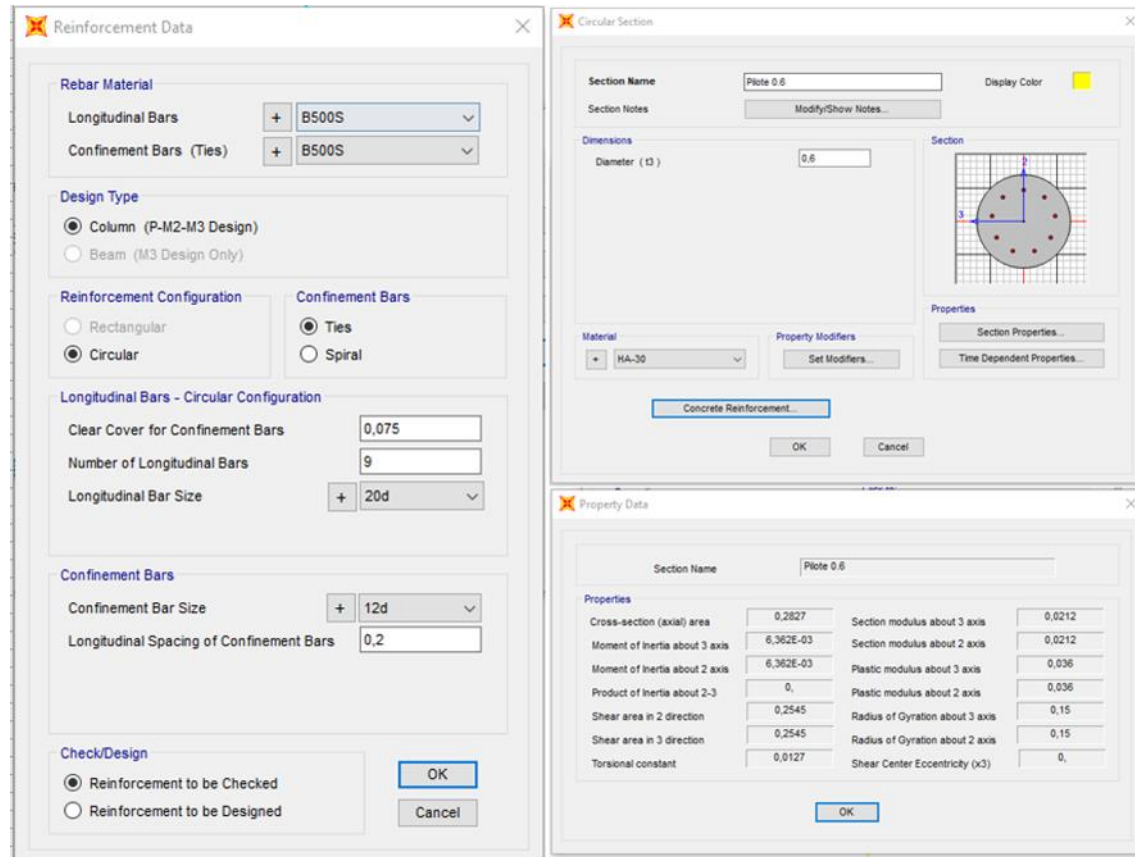 Reinforcement Data
Rebar Material
Longitudinal Bars + B500S
Confinement Bars (Ties) + B500S
Design Type
Column (P-M2-M3 Design)
Beam (M3 Design Only)
Reinforcement Configuration
Rectangular
Circular
Confinement Bars
Ties
Spiral
Longitudinal Bars - Circular Configuration
Clear Cover for Confinement Bars 0,075
Number of Longitudinal Bars 9
Longitudinal Bar Size + 20d
Confinement Bars
Confinement Bar Size + 12d
Longitudinal Spacing of Confinement Bars 0,2
Check/Design
Reinforcement to be Checked
Reinforcement to be Designed
OK
Cancel
Circular Section
Section Name Pilote 0.6 Display Color
Section Notes Modify/Show Notes...
Dimensions
Diameter ( t3 ) 0,6
Section
2
3
Properties
Section Properties...
Time Dependent Properties...
Material
+ HA-30
Property Modifiers
Set Modifiers...
Concrete Reinforcement...
OK Cancel
Property Data
Section Name Pilote 0.6
Properties
Cross-section (axial) area 0,2827 Section modulus about 3 axis 0,0212
Moment of Inertia about 3 axis 6,362E-03 Section modulus about 2 axis 0,0212
Moment of Inertia about 2 axis 6,362E-03 Plastic modulus about 3 axis 0,036
Product of Inertia about 2-3 0, Plastic modulus about 2 axis 0,036
Shear area in 2 direction 0,2545 Radius of Gyration about 3 axis 0,15
Shear area in 3 direction 0,2545 Radius of Gyration about 2 axis 0,15
Torsional constant 0,0127 Shear Center Eccentricity (x3) 0,
OK